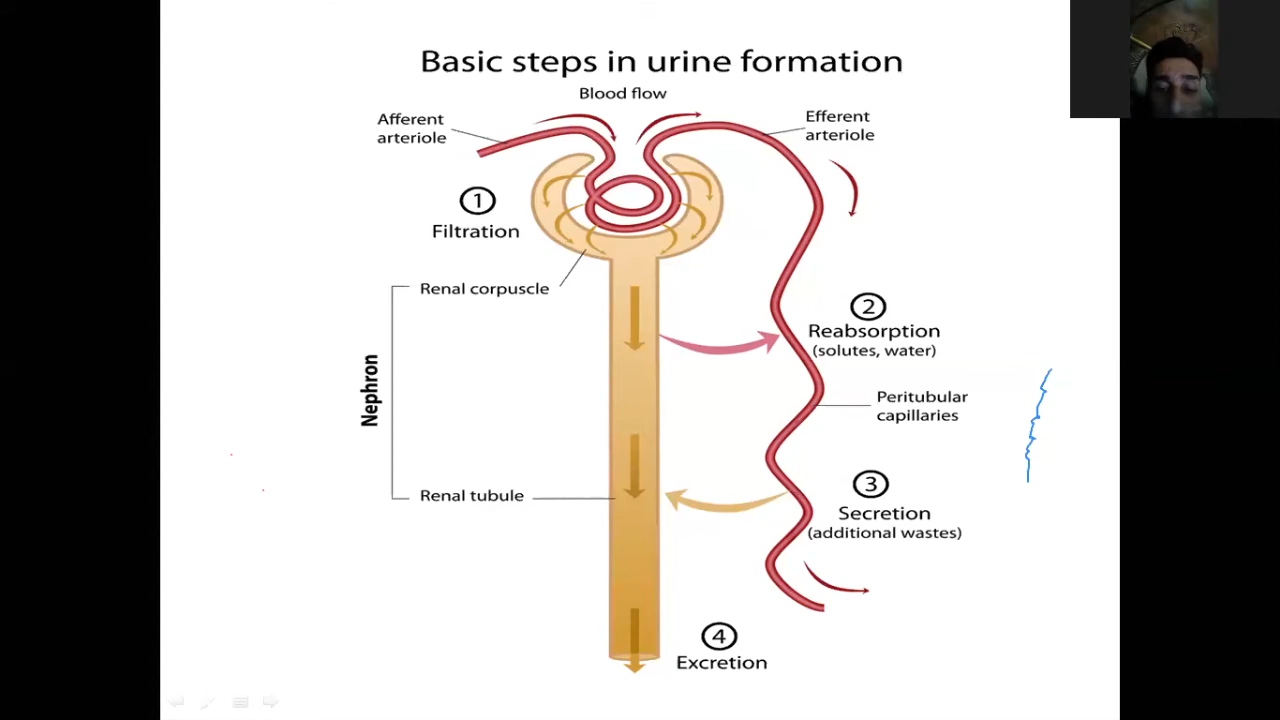 Basic steps in urine formation
Blood flow
Afferent
arteriole
Efferent
arteriole
1
Filtration
Renal corpuscle
2
Reabsorption
(solutes, water)
Nephron
Peritubular
capillaries
3
Renal tubule
Secretion
(additional wastes)
4
Excretion